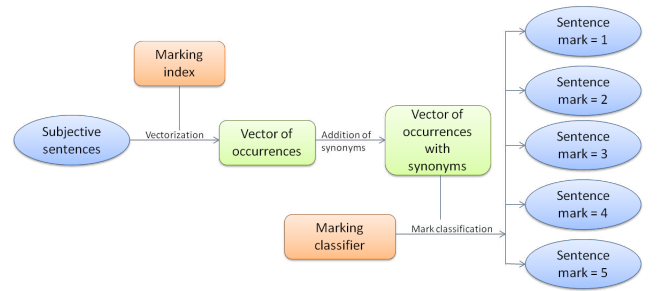 Marking
index
Subjective
sentences
Vectorization
Vector of
occurrences
Addition of
synonyms
Vector of
occurrences
with
synonyms
Marking
classifier
Mark classification
Sentence
mark = 1
Sentence
mark = 2
Sentence
mark = 3
Sentence
mark = 4
Sentence
mark = 5